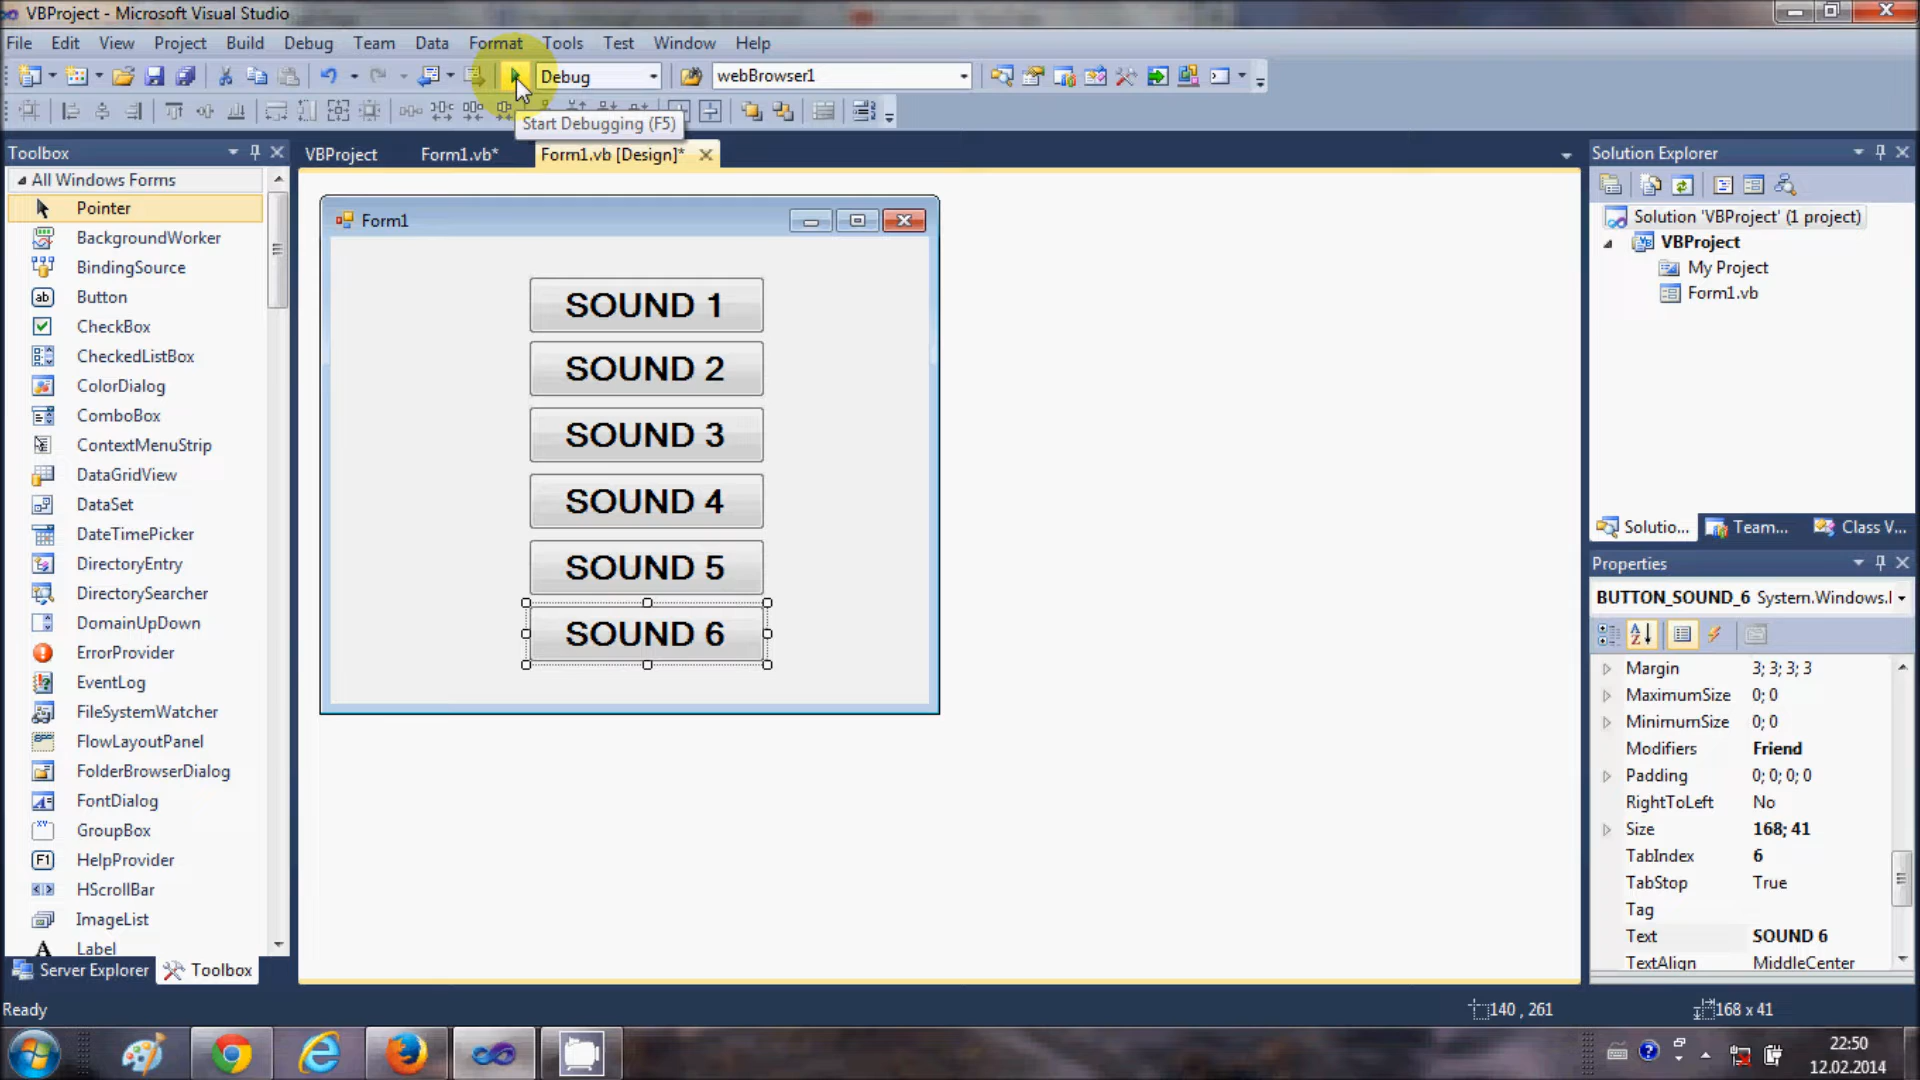 VBProject - Microsoft Visual Studio
File Edit View Project Build Debug Team Data Format Tools Test Window Help
Debug webBrowser1
Start Debugging (F5)
Toolbox
VBProject Form1.vb* Form1.vb [Design]*
Solution Explorer
All Windows Forms
Pointer
BackgroundWorker
BindingSource
Button
CheckBox
CheckedListBox
ColorDialog
ComboBox
ContextMenuStrip
DataGridView
DataSet
DateTimePicker
DirectoryEntry
DirectorySearcher
DomainUpDown
ErrorProvider
EventLog
FileSystemWatcher
FlowLayoutPanel
FolderBrowserDialog
FontDialog
GroupBox
HelpProvider
HScrollBar
ImageList
Label
Server Explorer Toolbox
Form1
SOUND 1
SOUND 2
SOUND 3
SOUND 4
SOUND 5
SOUND 6
Solution 'VBProject' (1 project)
VBProject
My Project
Form1.vb
Solutio... Team... Class V...
Properties
BUTTON_SOUND_6 System.Windows.
Margin 3; 3; 3; 3
MaximumSize 0; 0
MinimumSize 0; 0
Modifiers Friend
Padding 0; 0; 0; 0
RightToLeft No
Size 168; 41
TabIndex 6
TabStop True
Tag
Text SOUND 6
TextAlign MiddleCenter
Ready 140 , 261 168 x 41
22:50
12.02.2014